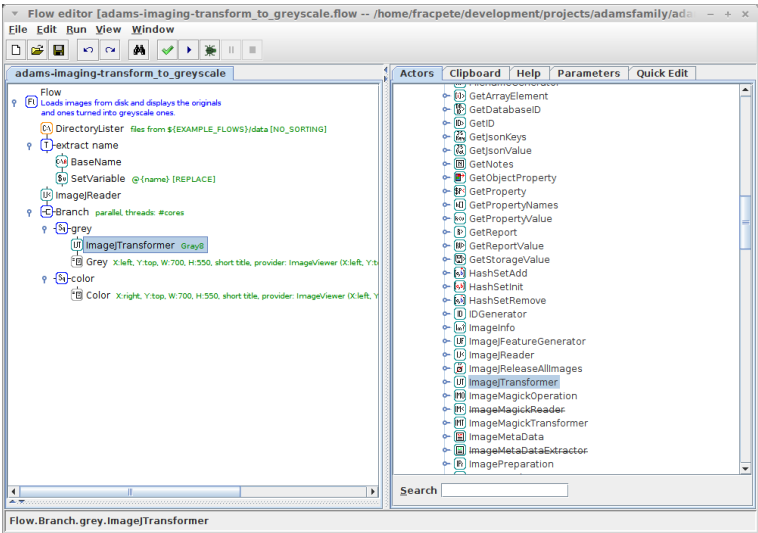 Flow editor [adams-imaging-transform_to_greyscale.flow -- /home/fracpete/development/projects/adamsfamily/ada
File Edit Run View Window
adams-imaging-transform_to_greyscale
Flow
Loads images from disk and displays the originals
and ones turned into greyscale ones.
DirectoryLister files from ${EXAMPLE_FLOWS}/data [NO_SORTING]
extract name
BaseName
SetVariable @{name} [REPLACE]
ImageJReader
Branch parallel, threads: #cores
grey
ImageJTransformer Gray8
Grey X:left, Y:top, W:700, H:550, short title, provider: ImageViewer (X:left, Y:t
color
Color X:right, Y:top, W:700, H:550, short title, provider: ImageViewer (X:left, Y
Actors Clipboard Help Parameters Quick Edit
GetArrayElement
GetDatabaseID
GetID
GetJsonKeys
GetJsonValue
GetNotes
GetObjectProperty
GetProperty
GetPropertyNames
GetPropertyValue
GetReport
GetReportValue
GetStorageValue
HashSetAdd
HashSetInit
HashSetRemove
IDGenerator
ImageInfo
ImageJFeatureGenerator
ImageJReader
ImageJReleaseAllImages
ImageJTransformer
ImageMagickOperation
ImageMagickReader
ImageMagickTransformer
ImageMetaData
ImageMetaDataExtractor
ImagePreparation
Search
Flow.Branch.grey.ImageJTransformer